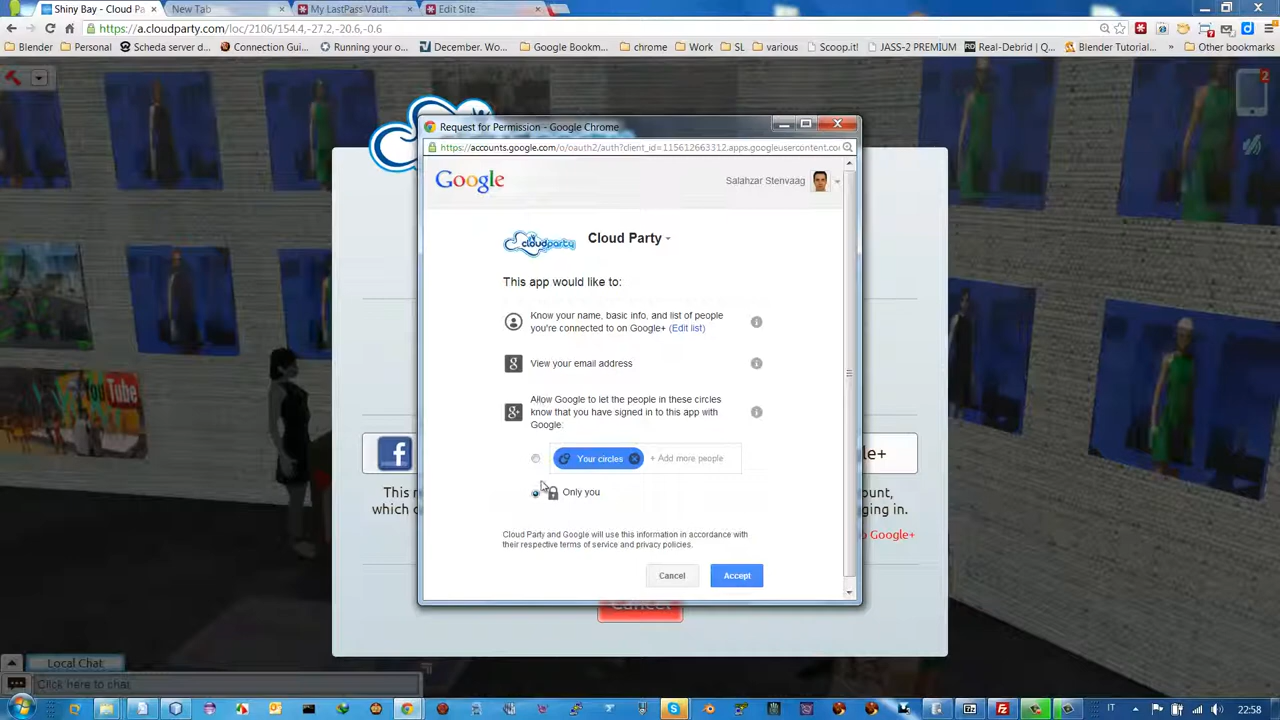 Shiny Bay - Cloud Pa
New Tab
My LastPass Vault
Edit Site
https://a.cloudparty.com/loc/2106/154.4,-27.2,-20.6,-0.6
Blender
Personal
Scheda server d...
Connection Gui...
Running your o...
December. Wo...
Google Bookm...
chrome
Work
SL
various
Scoop.it!
JASS-2 PREMIUM
Real-Debrid | Q...
Blender Tutorial...
Other bookmarks
2
Request for Permission - Google Chrome
https://accounts.google.com/o/oauth2/auth?client_id=115612663312.apps.googleusercontent.co
Google
Salahzar Stenvaag
cloudparty
Cloud Party
This app would like to:
Know your name, basic info, and list of people
you're connected to on Google+ (Edit list)
View your email address
Allow Google to let the people in these circles
know that you have signed in to this app with
Google:
Your circles
+ Add more people
Only you
Cloud Party and Google will use this information in accordance with
their respective terms of service and privacy policies.
Cancel
Accept
You Tube
f
le+
This
ount,
which
ing in.
Google+
Cancel
Local Chat
Click here to chat
IT
22:58